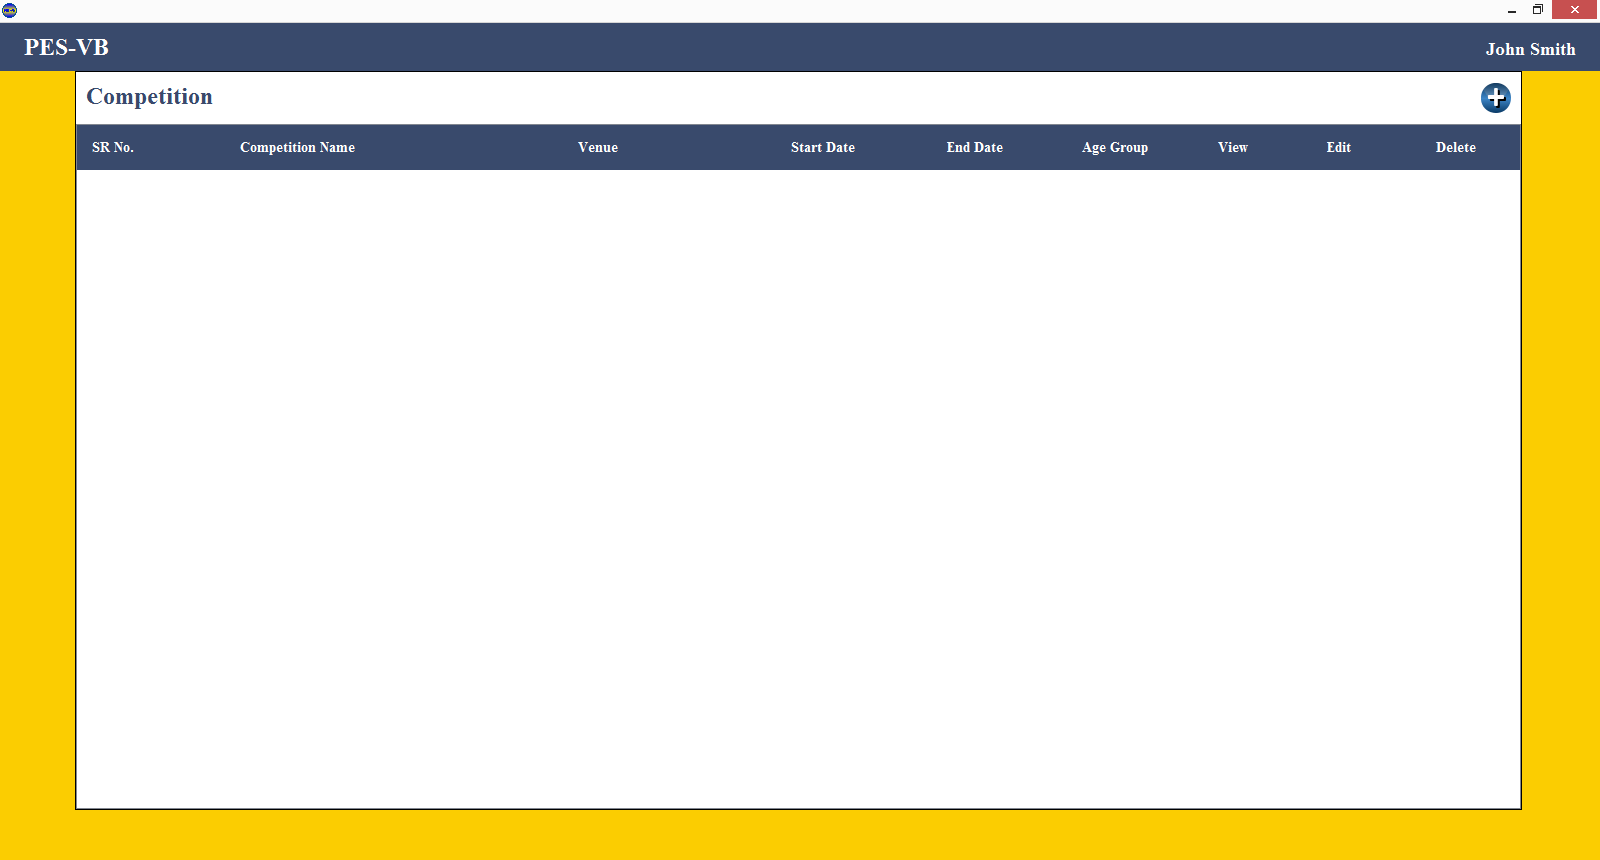 PES-VB
John Smith
Competition
SR No. Competition Name Venue Start Date End Date Age Group View Edit Delete